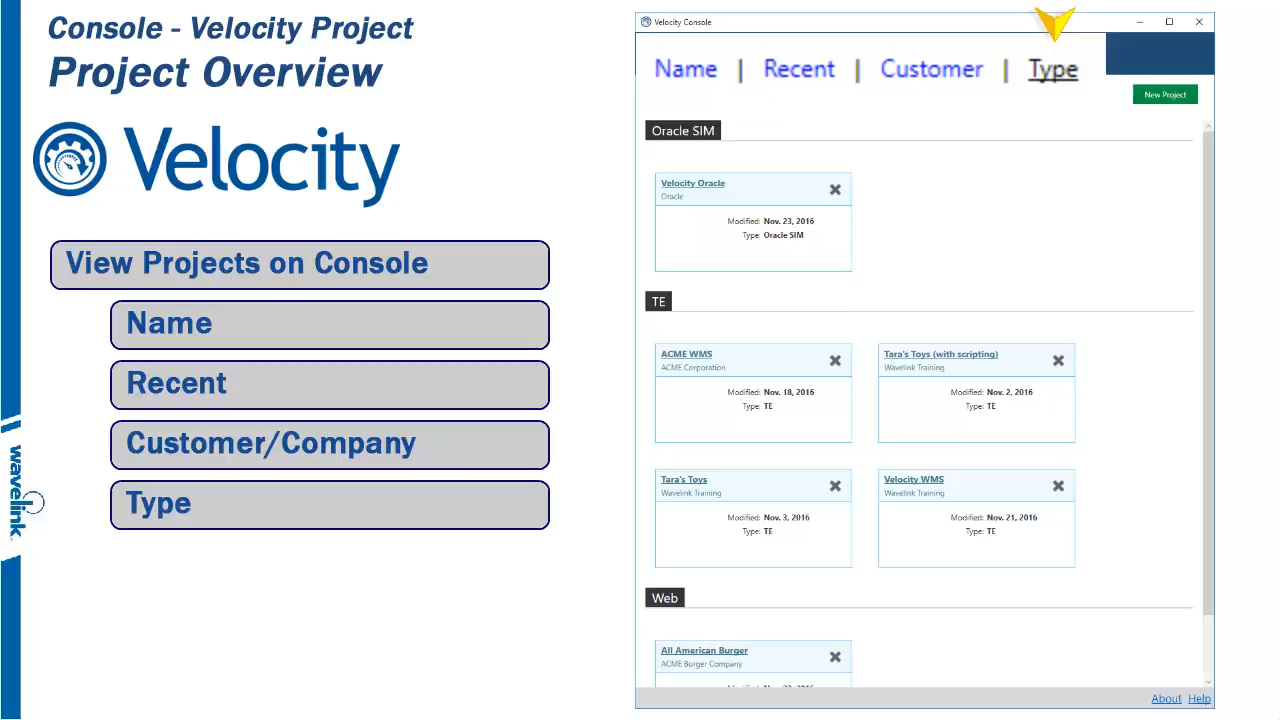 Console - Velocity Project
Project Overview
Velocity
View Projects on Console
Name
Recent
Customer/Company
Type
wavelink
Velocity Console
Name | Recent | Customer | Type
New Project
Oracle SIM
Velocity Oracle
Oracle
Modified: Nov. 23, 2016
Type: Oracle SIM
TE
ACME WMS
ACME Corporation
Modified: Nov. 18, 2016
Type: TE
Tara's Toys (with scripting)
Wavelink Training
Modified: Nov. 2, 2016
Type: TE
Tara's Toys
Wavelink Training
Modified: Nov. 3, 2016
Type: TE
Velocity WMS
Wavelink Training
Modified: Nov. 21, 2016
Type: TE
Web
All American Burger
ACME Burger Company
About Help